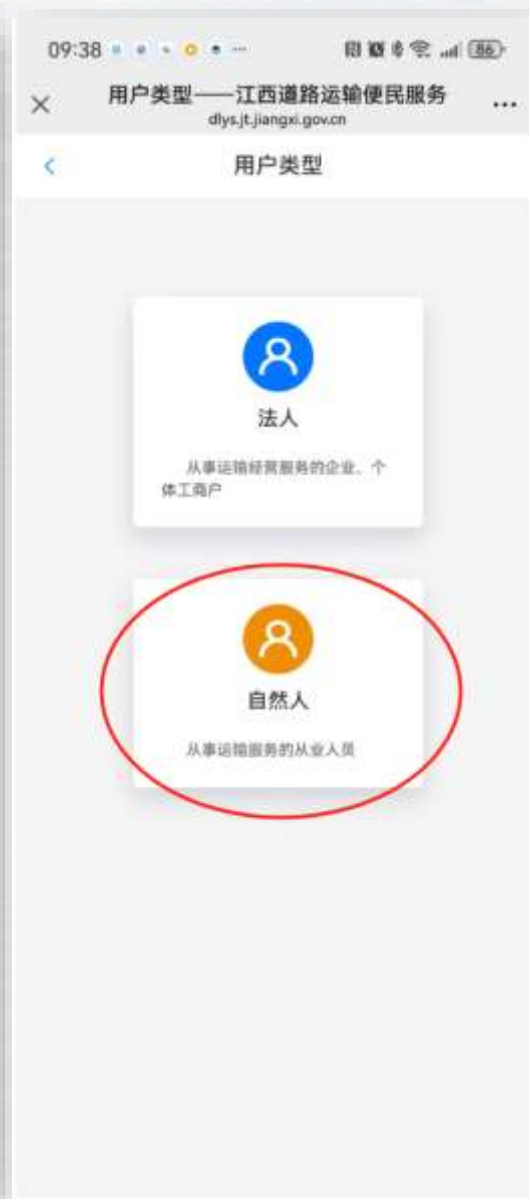 09:38
86
用户类型——江西道路运输便民服务
dlys.jt.jiangxi.gov.cn
用户类型
法人
从事运输经营服务的企业、个
体工商户
自然人
从事运输服务的从业人员